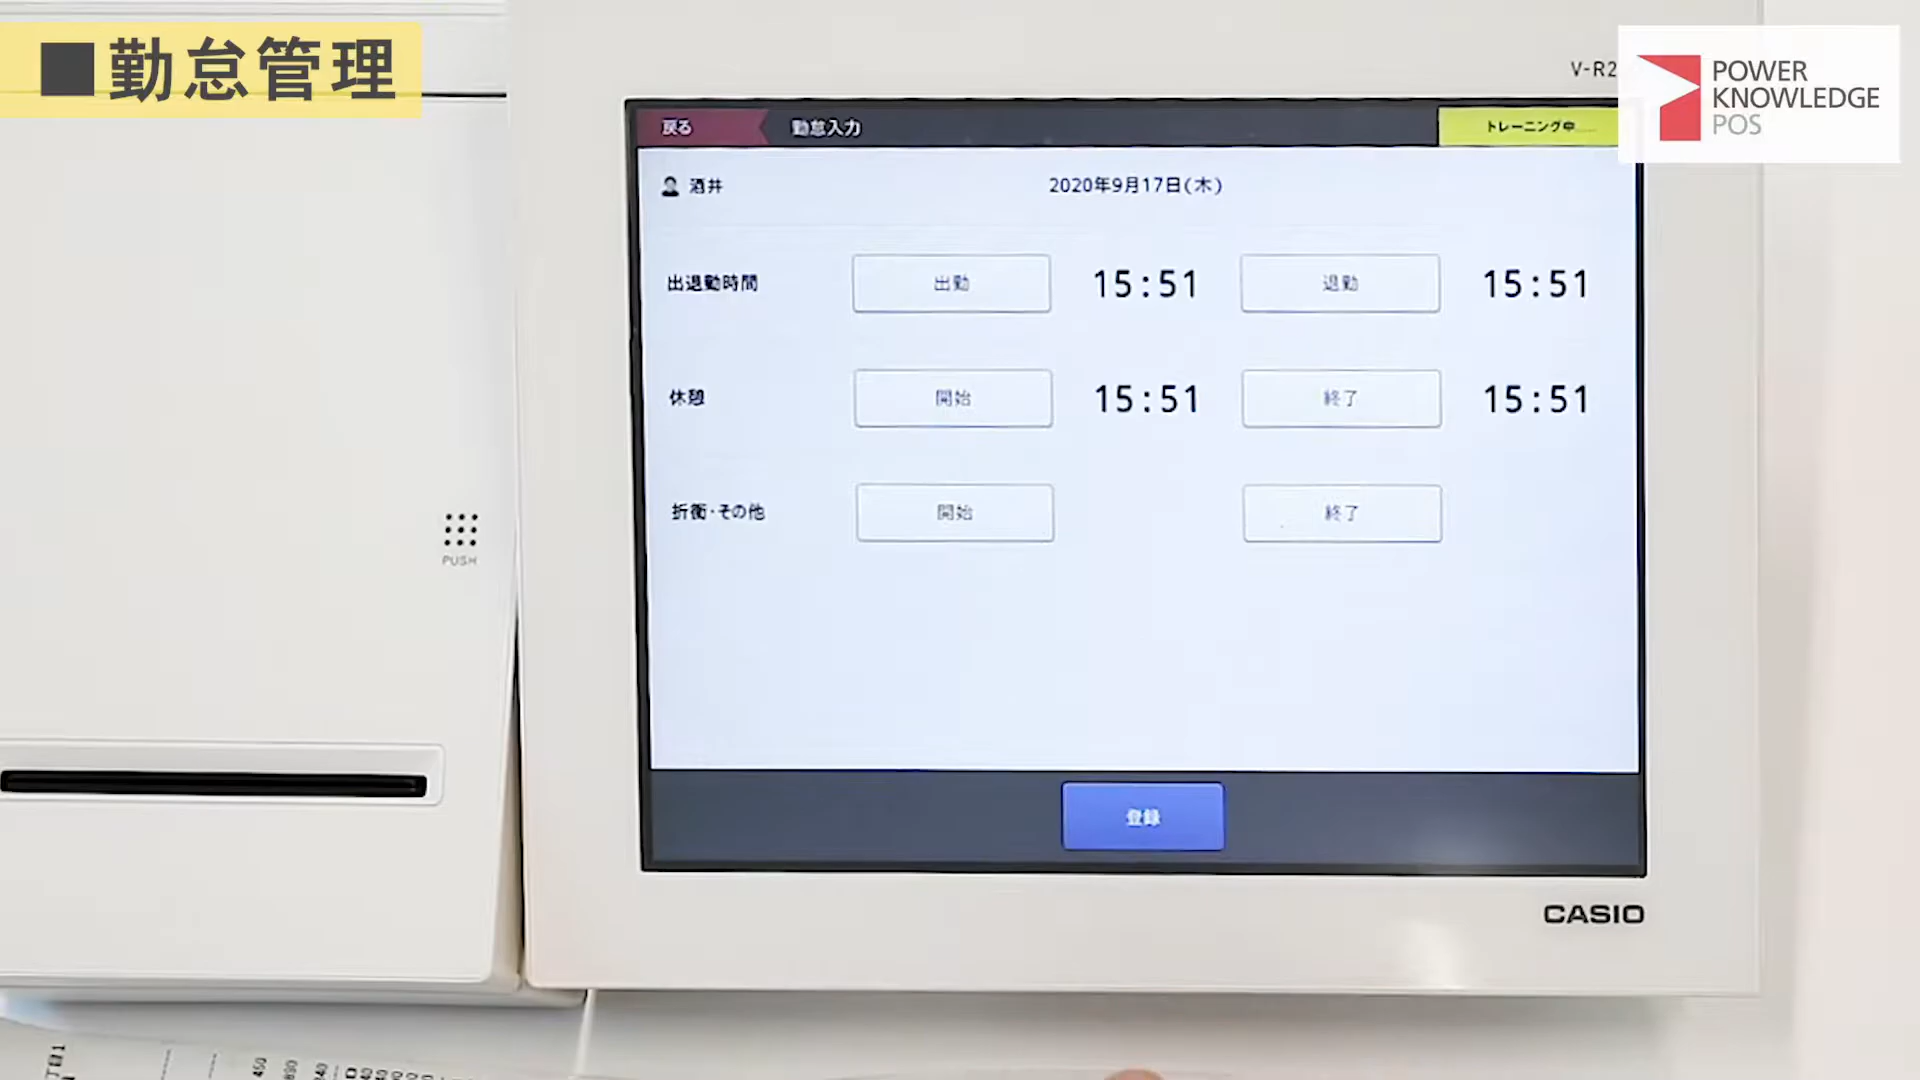 ■勤怠管理
V-R2
POWER
KNOWLEDGE
POS
戻る 勤怠入力 トレーニング中......
酒井 2020年9月17日(木)
出退勤時間 出勤 15:51 退勤 15:51
休憩 開始 15:51 終了 15:51
折衝・その他 開始 終了
登録
PUSH
CASIO
450